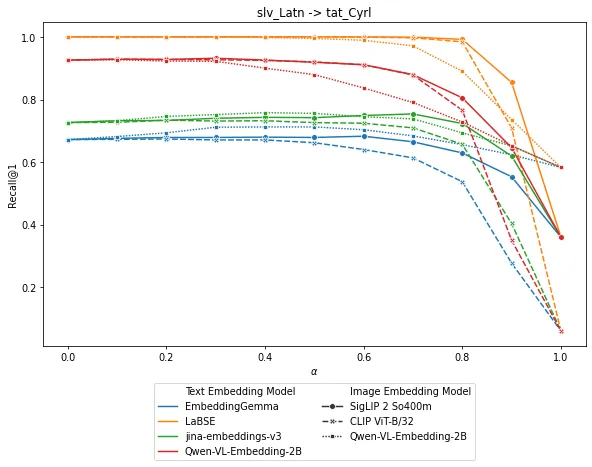 slv_Latn -> tat_Cyrl
Recall@1
1.0
0.8
0.6
0.4
0.2
0.0 0.2 0.4 0.6 0.8 1.0
α
Text Embedding Model Image Embedding Model
EmbeddingGemma SigLIP 2 So400m
LaBSE CLIP ViT-B/32
jina-embeddings-v3 Qwen-VL-Embedding-2B
Qwen-VL-Embedding-2B